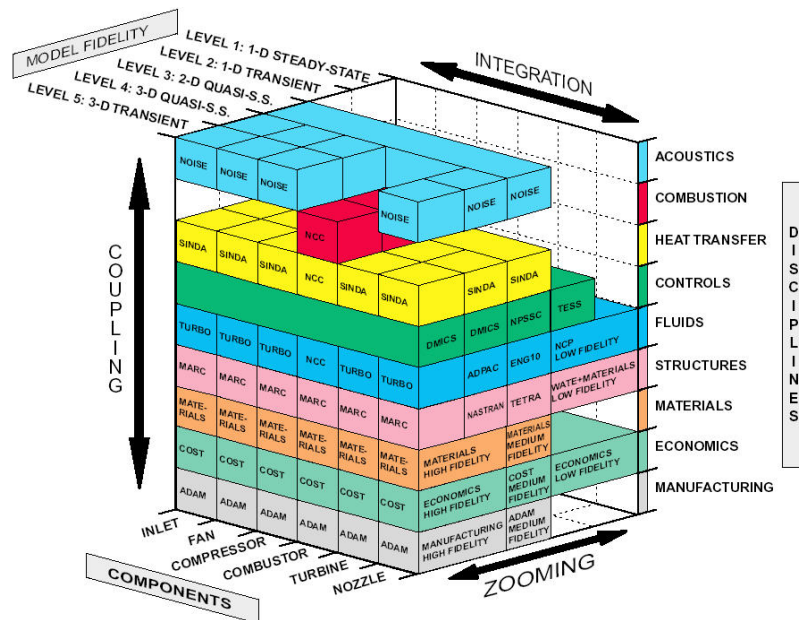 MODEL FIDELITY
LEVEL 1: 1-D STEADY-STATE
LEVEL 2: 1-D TRANSIENT
LEVEL 3: 2-D QUASI-S.S.
LEVEL 4: 3-D QUASI-S.S.
LEVEL 5: 3-D TRANSIENT
INTEGRATION
COUPLING
ACOUSTICS
COMBUSTION
HEAT TRANSFER
CONTROLS
FLUIDS
STRUCTURES
MATERIALS
ECONOMICS
MANUFACTURING
DISCIPLINES
NOISE
NOISE
NOISE
NOISE
NOISE
NOISE
NCC
SINDA
SINDA
SINDA
NCC
SINDA
SINDA
SINDA
SINDA
DMICS
DMICS
NPSSC
TESS
TURBO
TURBO
TURBO
NCC
TURBO
TURBO
ADPAC
ENG10
NCP
LOW FIDELITY
MARC
MARC
MARC
MARC
MARC
MARC
NASTRAN
TETRA
WATE+MATERIALS
LOW FIDELITY
MATE-
RIALS
MATE-
RIALS
MATE-
RIALS
MATE-
RIALS
MATE-
RIALS
MATE-
RIALS
MATERIALS
HIGH FIDELITY
MATERIALS
MEDIUM
FIDELITY
COST
COST
COST
COST
COST
COST
ECONOMICS
HIGH FIDELITY
COST
MEDIUM
FIDELITY
ECONOMICS
LOW FIDELITY
ADAM
ADAM
ADAM
ADAM
ADAM
ADAM
MANUFACTURING
HIGH FIDELITY
ADAM
MEDIUM
FIDELITY
INLET
FAN
COMPRESSOR
COMBUSTOR
TURBINE
NOZZLE
COMPONENTS
ZOOMING